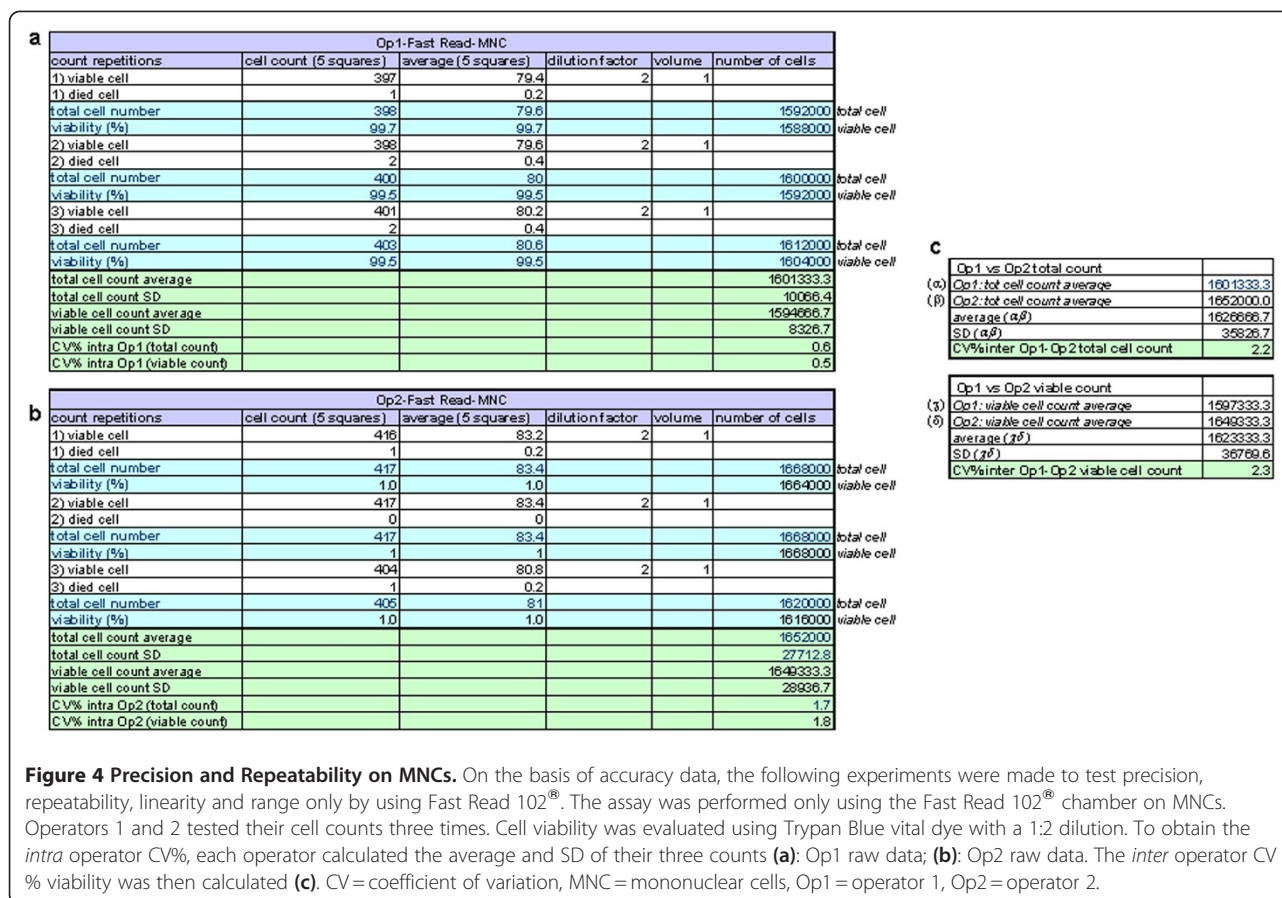 a
Op1-Fast Read-MNC
count repetitions cell count (5 squares) average (5 squares) dilution factor volume number of cells
1) viable cell 397 79.4 2 1
1) died cell 1 0.2
total cell number 398 79.6 1592000 total cell
viability (%) 99.7 99.7 1588000 viable cell
2) viable cell 398 79.6 2 1
2) died cell 2 0.4
total cell number 400 80 1600000 total cell
viability (%) 99.5 99.5 1592000 viable cell
3) viable cell 401 80.2 2 1
3) died cell 2 0.4
total cell number 403 80.6 1612000 total cell
viability (%) 99.5 99.5 1604000 viable cell
total cell count average 1601333.3
total cell count SD 10066.4
viable cell count average 1594666.7
viable cell count SD 8326.7
CV% intra Op1 (total count) 0.6
CV% intra Op1 (viable count) 0.5
b
Op2-Fast Read-MNC
count repetitions cell count (5 squares) average (5 squares) dilution factor volume number of cells
1) viable cell 416 83.2 2 1
1) died cell 1 0.2
total cell number 417 83.4 1668000 total cell
viability (%) 1.0 1.0 1664000 viable cell
2) viable cell 417 83.4 2 1
2) died cell 0 0
total cell number 417 83.4 1668000 total cell
viability (%) 1 1 1668000 viable cell
3) viable cell 404 80.8 2 1
3) died cell 1 0.2
total cell number 405 81 1620000 total cell
viability (%) 1.0 1.0 1616000 viable cell
total cell count average 1652000
total cell count SD 27712.8
viable cell count average 1649333.3
viable cell count SD 28936.7
CV% intra Op2 (total count) 1.7
CV% intra Op2 (viable count) 1.8
c
Op1 vs Op2 total count
(α) Op1: tot cell count average 1601333.3
(β) Op2: tot cell count average 1652000.0
average (α,β) 1626666.7
SD (α,β) 35826.7
CV% inter Op1-Op2 total cell count 2.2
Op1 vs Op2 viable count
(γ) Op1: viable cell count average 1597333.3
(δ) Op2: viable cell count average 1649333.3
average (γδ) 1623333.3
SD (γδ) 36769.6
CV% inter Op1-Op2 viable cell count 2.3
Figure 4 Precision and Repeatability on MNCs. On the basis of accuracy data, the following experiments were made to test precision,
repeatability, linearity and range only by using Fast Read 102®. The assay was performed only using the Fast Read 102® chamber on MNCs.
Operators 1 and 2 tested their cell counts three times. Cell viability was evaluated using Trypan Blue vital dye with a 1:2 dilution. To obtain the
intra operator CV%, each operator calculated the average and SD of their three counts (a): Op1 raw data; (b): Op2 raw data. The inter operator CV
% viability was then calculated (c). CV = coefficient of variation, MNC = mononuclear cells, Op1 = operator 1, Op2 = operator 2.